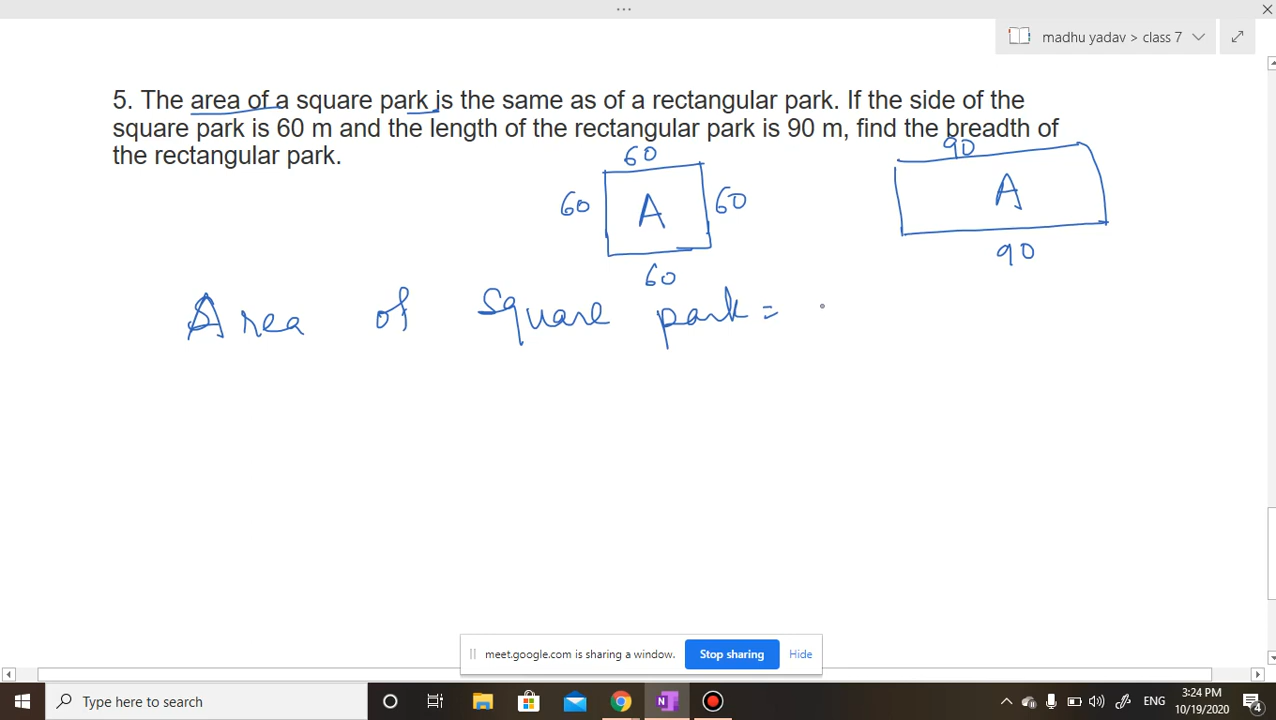 ...
madhu yadav > class 7
5. The area of a square park is the same as of a rectangular park. If the side of the
square park is 60 m and the length of the rectangular park is 90 m, find the breadth of
the rectangular park.
60
90
60
A
60
A
60
90
Area of square park =
meet.google.com is sharing a window.
Stop sharing
Hide
Type here to search
ENG
3:24 PM
10/19/2020
4